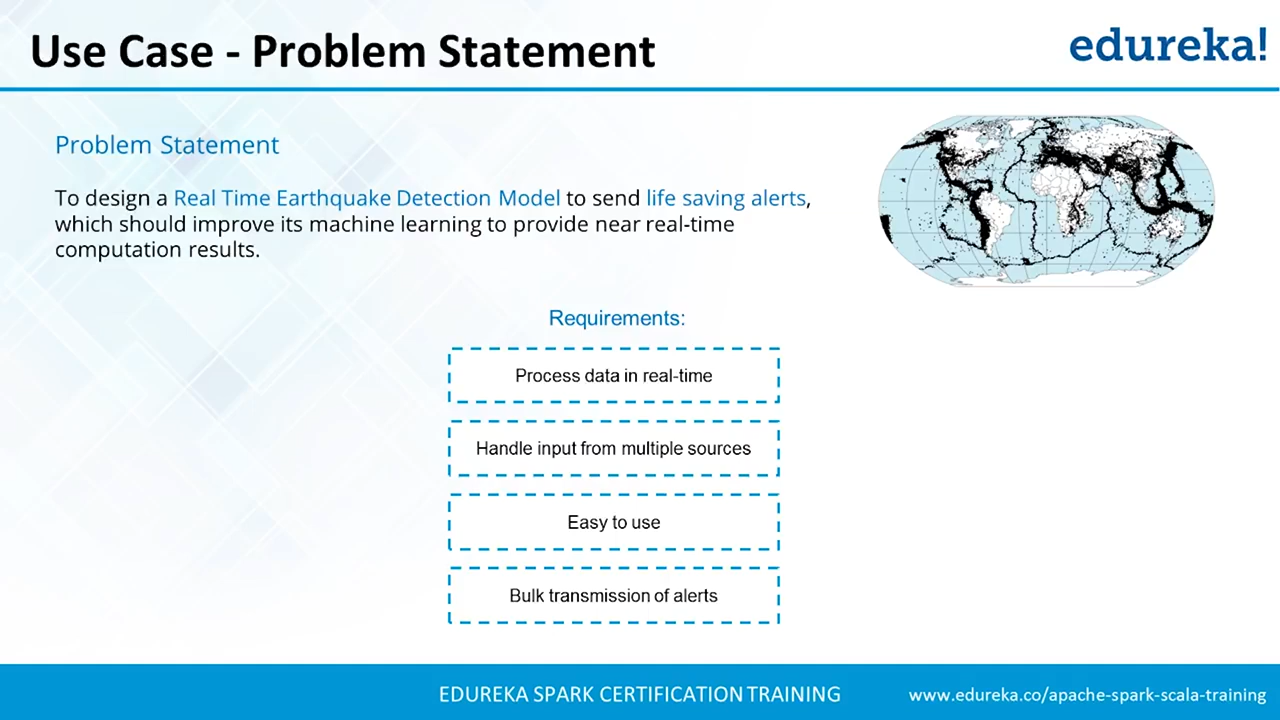 Use Case - Problem Statement
edureka!
Problem Statement
To design a Real Time Earthquake Detection Model to send life saving alerts,
which should improve its machine learning to provide near real-time
computation results.
Requirements:
Process data in real-time
Handle input from multiple sources
Easy to use
Bulk transmission of alerts
EDUREKA SPARK CERTIFICATION TRAINING
www.edureka.co/apache-spark-scala-training